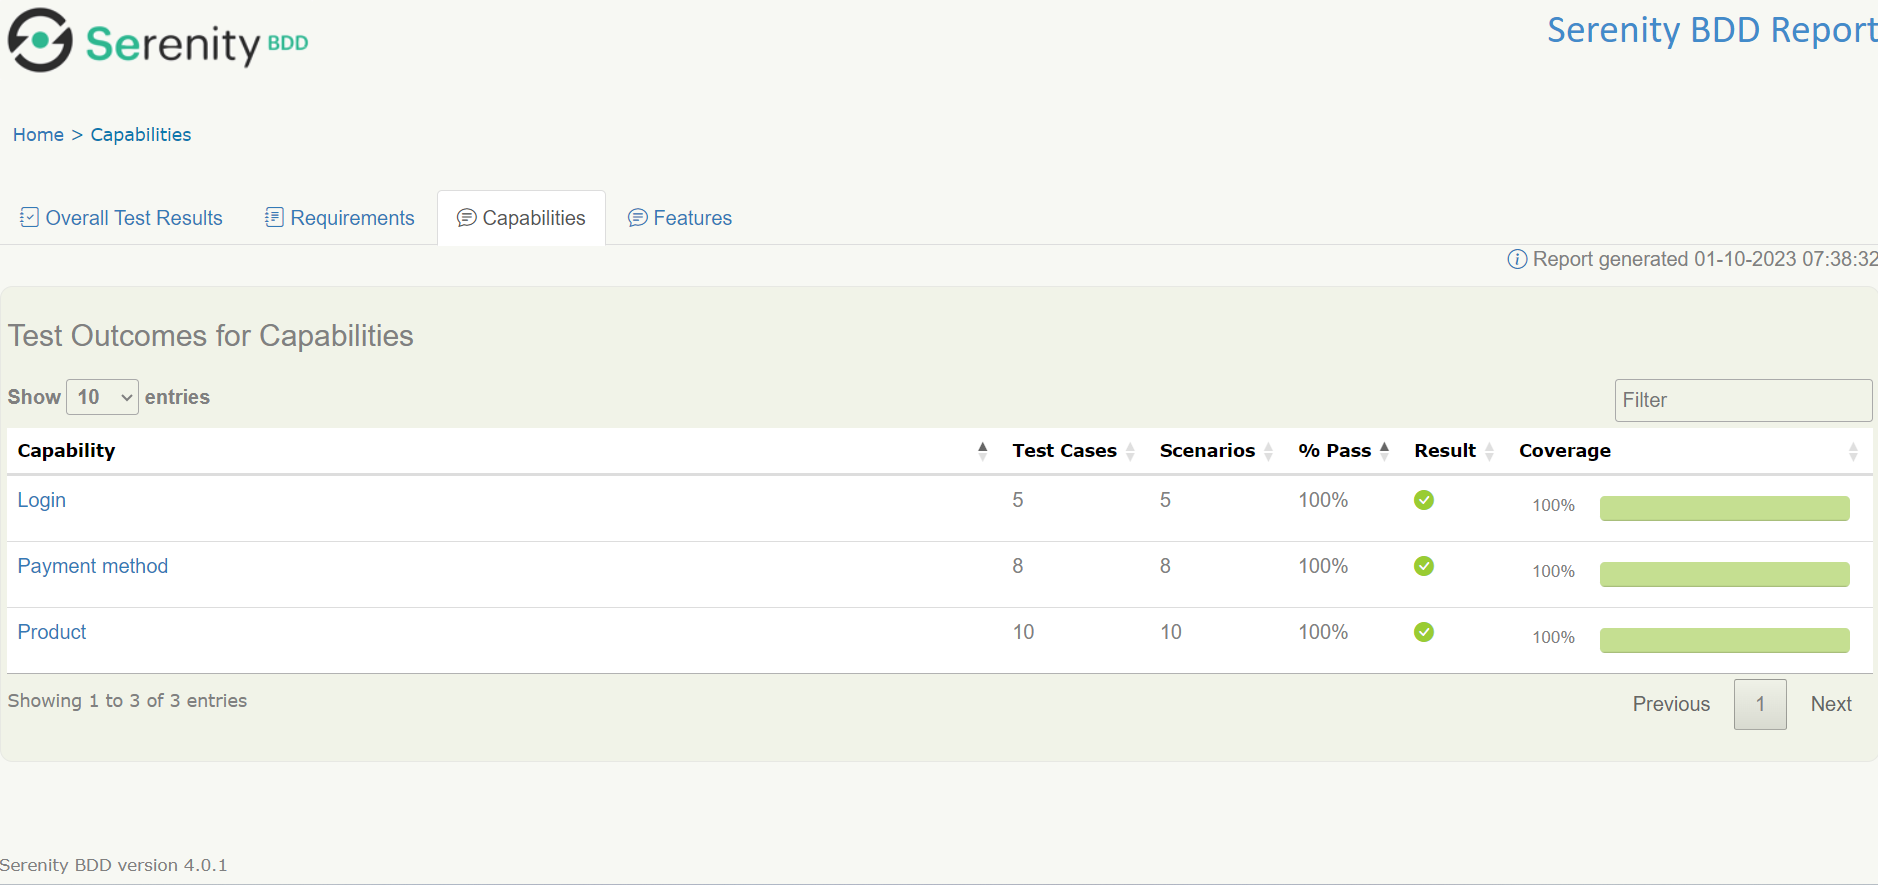 Serenity BDD
Serenity BDD Report
Home > Capabilities
Overall Test Results Requirements Capabilities Features
Report generated 01-10-2023 07:38:32
Test Outcomes for Capabilities
Show 10 entries Filter
Capability Test Cases Scenarios % Pass Result Coverage
Login 5 5 100% 100%
Payment method 8 8 100% 100%
Product 10 10 100% 100%
Showing 1 to 3 of 3 entries Previous 1 Next
Serenity BDD version 4.0.1